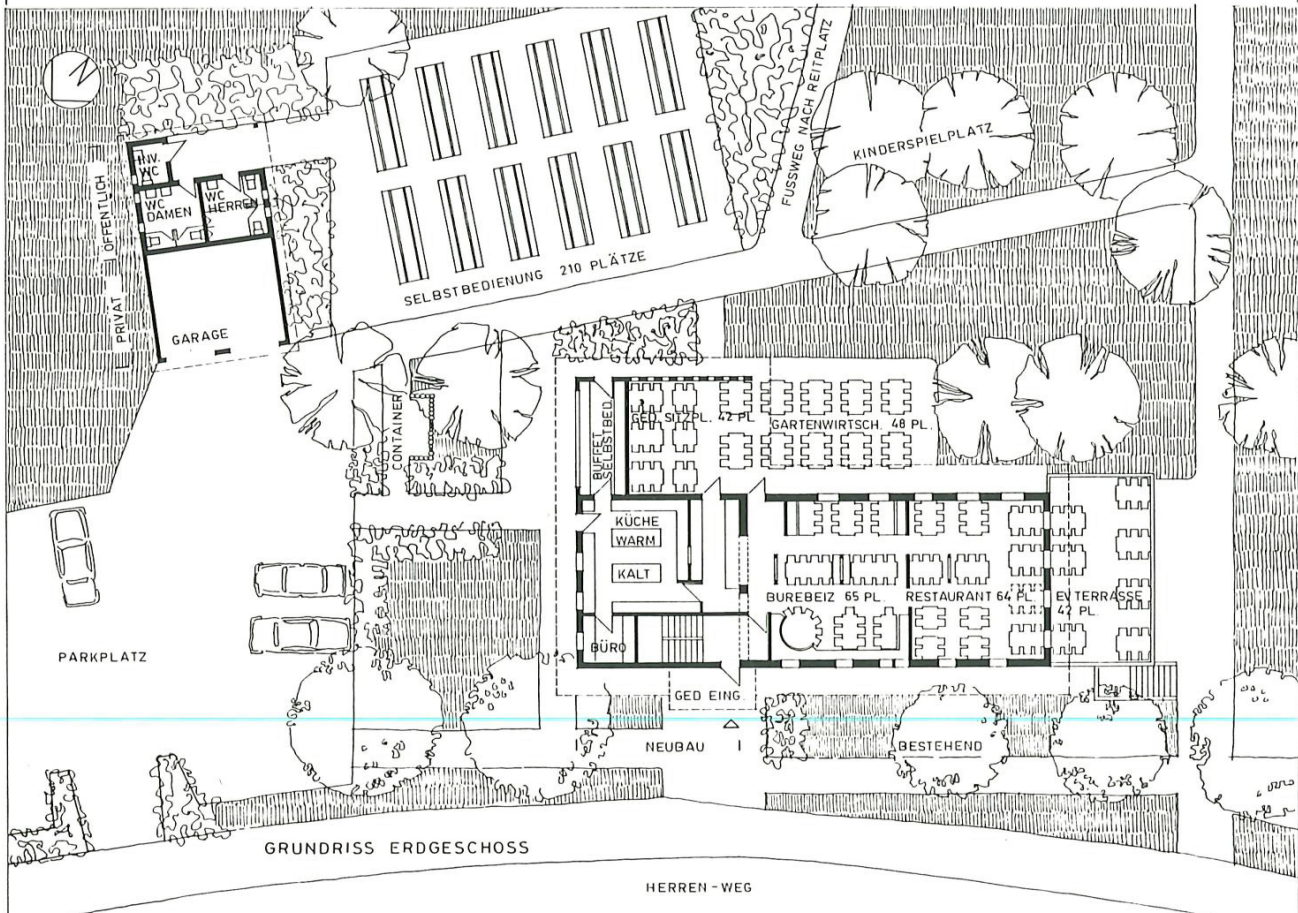 N
INV.
WC
WC
DAMEN
WC
HERREN
ÖFFENTLICH
PRIVAT
GARAGE
SELBSTBEDIENUNG 210 PLÄTZE
FUSSWEG NACH REITPLATZ
KINDERSPIELPLATZ
CONTAINER
BUFFET
SELBSTBED.
GED. SITZPL. 42 PL.
GARTENWIRTSCH. 48 PL.
KÜCHE
WARM
KALT
BUREBEIZ 65 PL.
RESTAURANT 64 PL.
EV. TERRASSE
42 PL.
BÜRO
PARKPLATZ
GED EING.
NEUBAU
BESTEHEND
GRUNDRISS ERDGESCHOSS
HERREN-WEG